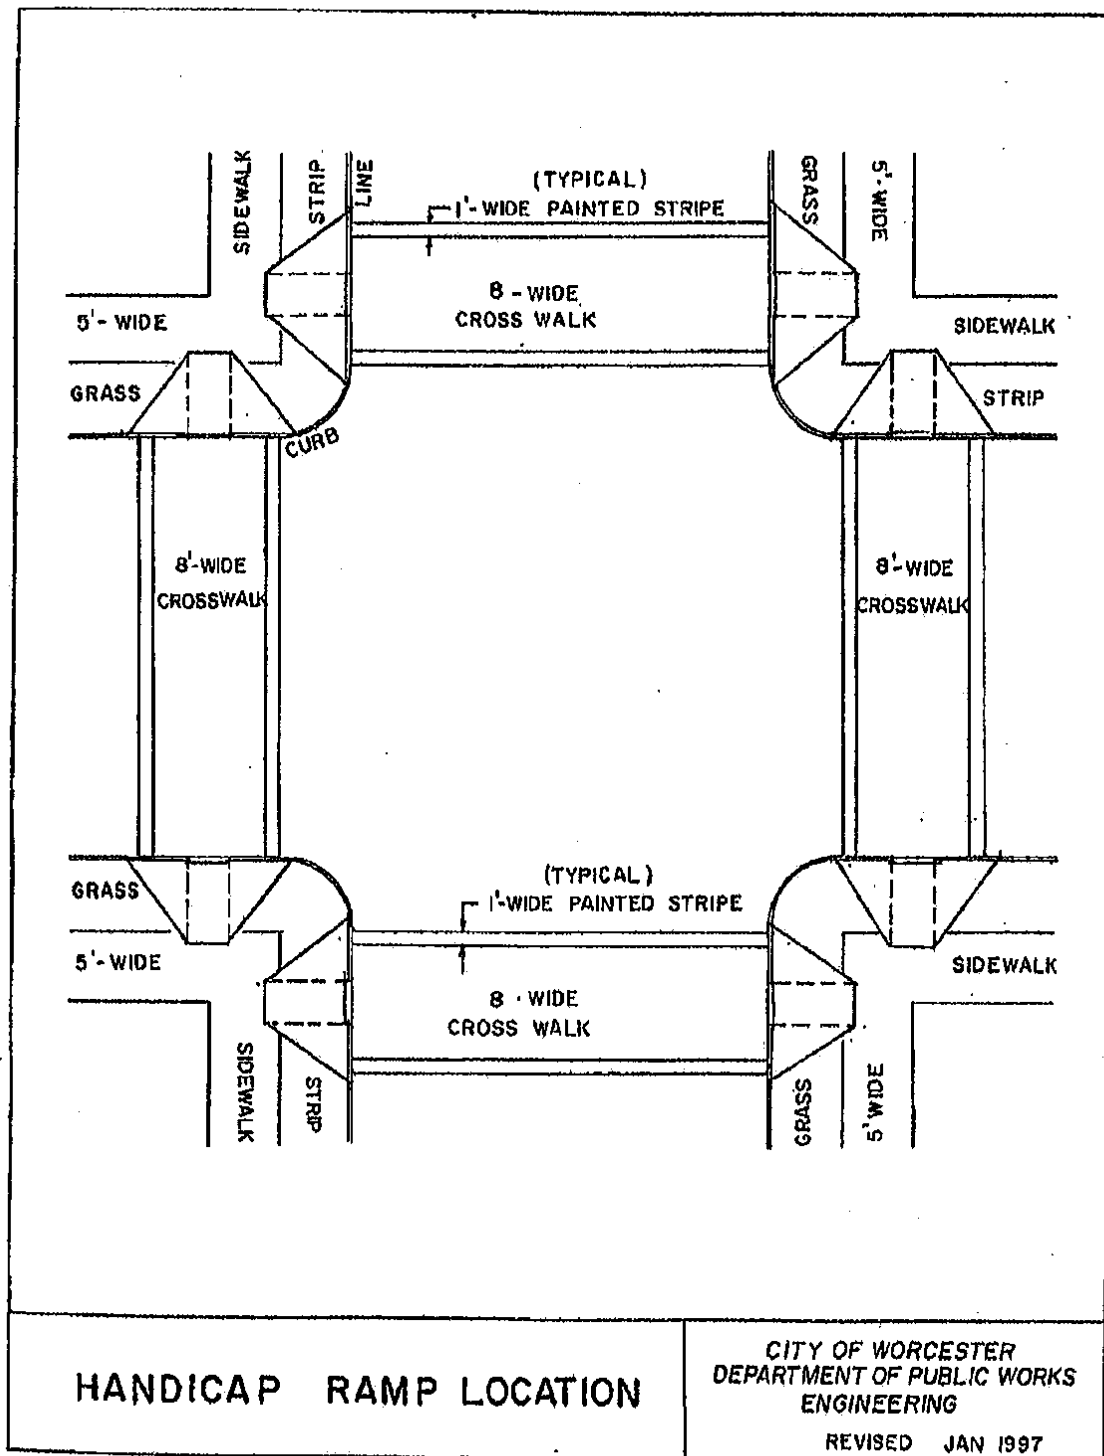 SIDEWALK
STRIP
LINE
(TYPICAL)
1'-WIDE PAINTED STRIPE
GRASS
5'-WIDE
8 -WIDE
CROSS WALK
5'- WIDE
SIDEWALK
GRASS
STRIP
CURB
8'-WIDE
CROSSWALK
8'-WIDE
CROSSWALK
GRASS
(TYPICAL)
1'-WIDE PAINTED STRIPE
5'-WIDE
SIDEWALK
8 - WIDE
CROSS WALK
SIDEWALK
STRIP
GRASS
5' WIDE
HANDICAP RAMP LOCATION
CITY OF WORCESTER
DEPARTMENT OF PUBLIC WORKS
ENGINEERING
REVISED JAN 1997